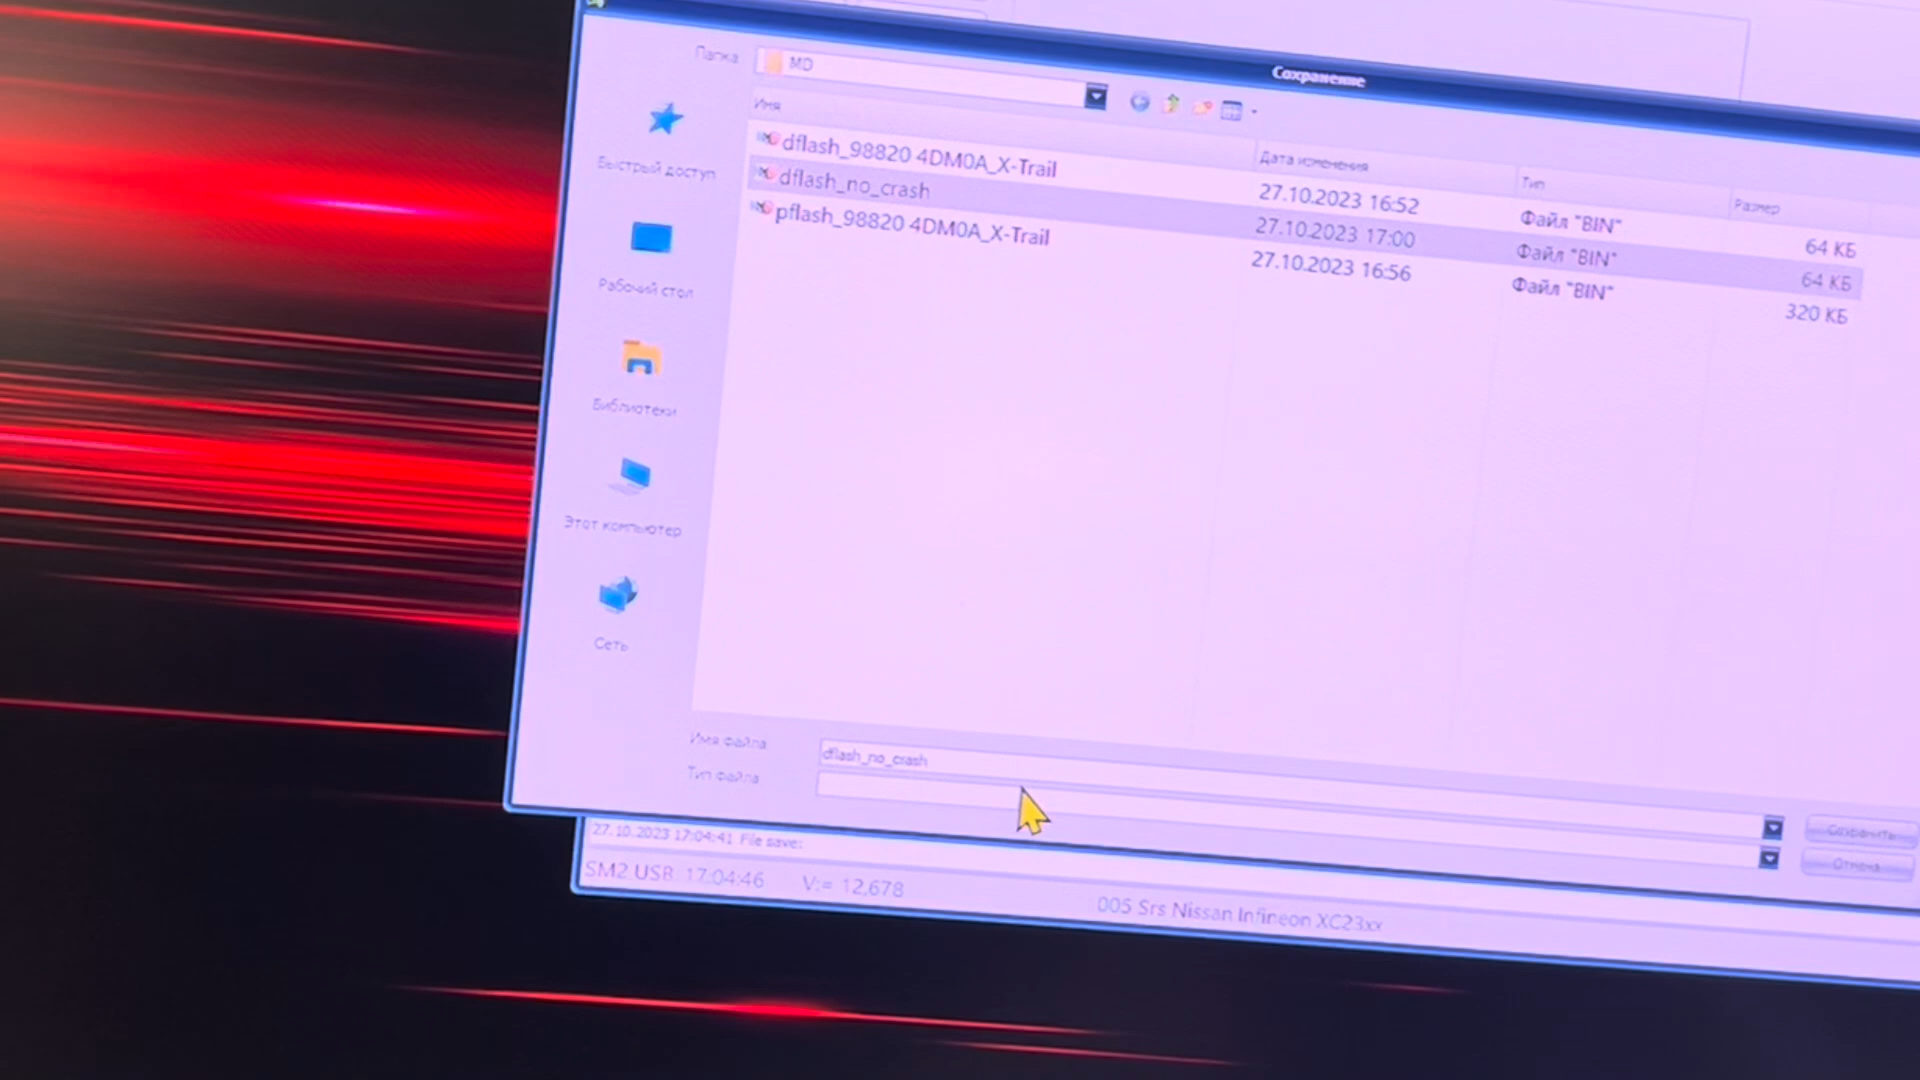 Сохранение
Папка
MD
Имя
Дата изменения
Тип
Размер
dflash_98820 4DM0A_X-Trail
27.10.2023 16:52
Файл "BIN"
64 КБ
dflash_no_crash
27.10.2023 17:00
Файл "BIN"
64 КБ
pflash_98820 4DM0A_X-Trail
27.10.2023 16:56
Файл "BIN"
320 КБ
Быстрый доступ
Рабочий стол
Библиотеки
Этот компьютер
Сеть
Имя файла
dflash_no_crash
Сохранить
Тип файла
Отмена
27.10.2023 17:04:41 File save:
SM2 USB 17:04:46 V:= 12,678
005 Srs Nissan Infineon XC23xx